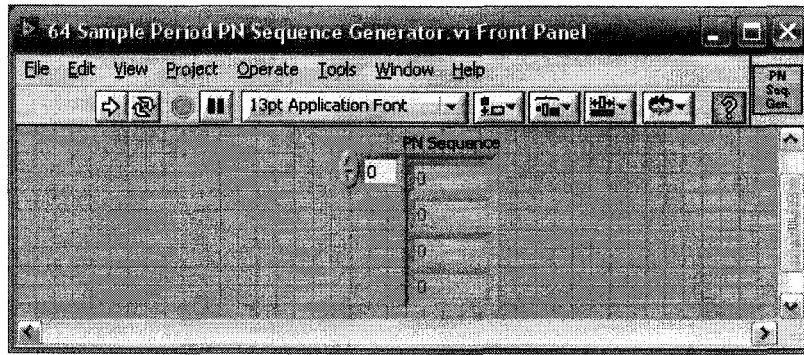 64 Sample Period PN Sequence Generator.vi Front Panel
File Edit View Project Operate Tools Window Help
PN
Seq.
Gen.
13pt Application Font
PN Sequence
0
0
0
0
0